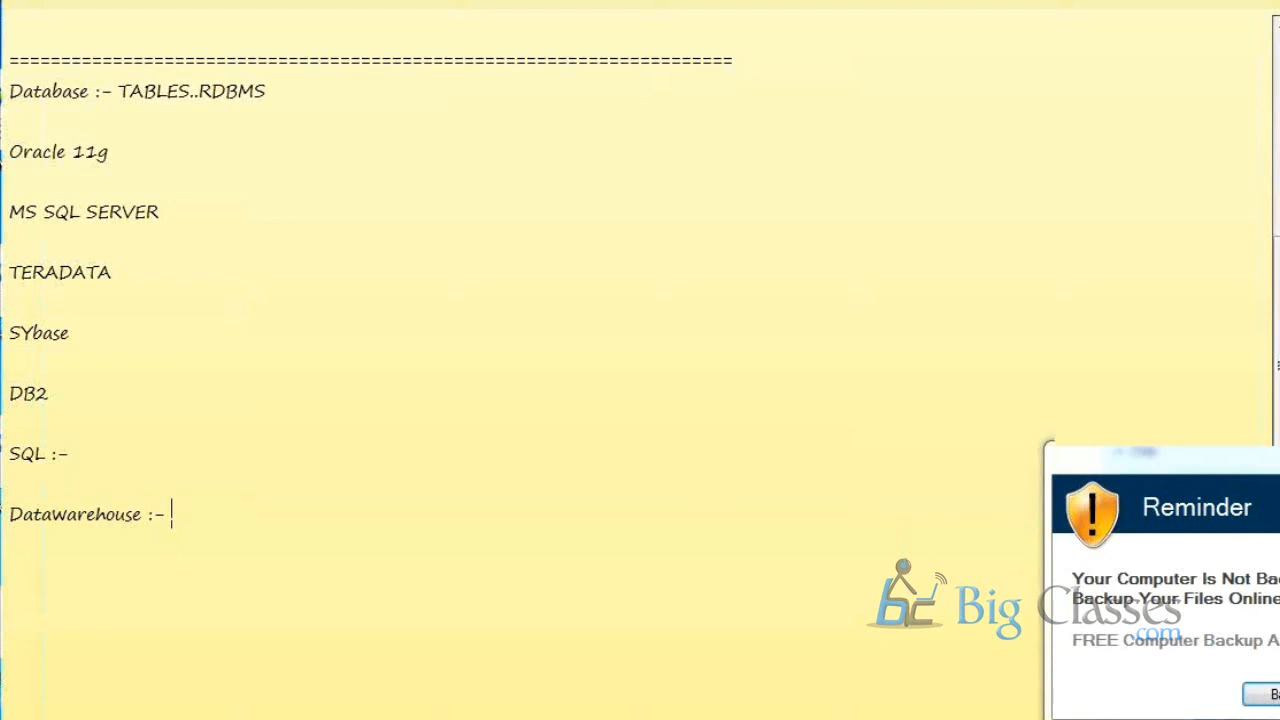 ======================================================================
Database :- TABLES..RDBMS
Oracle 11g
MS SQL SERVER
TERADATA
SYbase
DB2
SQL :-
Datawarehouse :-
Reminder
Your Computer Is Not Ba
Backup Your Files Online
FREE Computer Backup A
Big Classes
.com
Ba